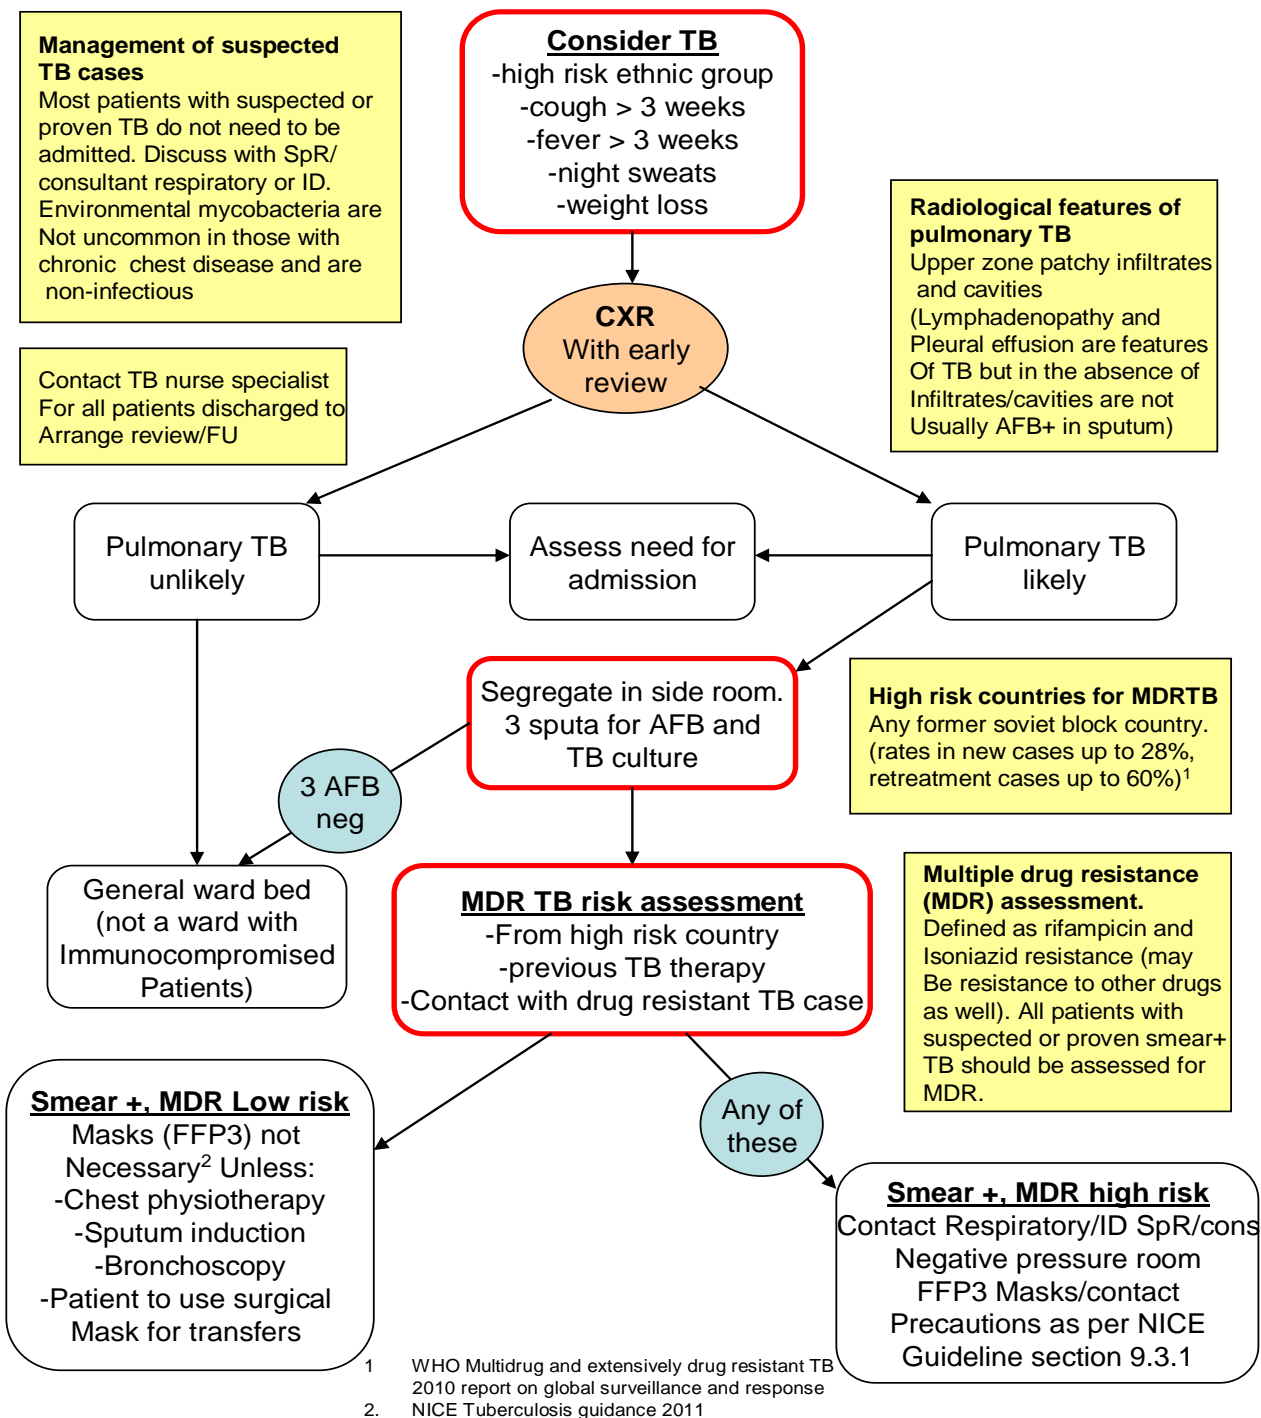 Management of suspected
TB cases
Most patients with suspected or
proven TB do not need to be
admitted. Discuss with SpR/
consultant respiratory or ID.
Environmental mycobacteria are
Not uncommon in those with
chronic chest disease and are
non-infectious
Consider TB
-high risk ethnic group
-cough > 3 weeks
-fever > 3 weeks
-night sweats
-weight loss
Radiological features of
pulmonary TB
Upper zone patchy infiltrates
and cavities
(Lymphadenopathy and
Pleural effusion are features
Of TB but in the absence of
Infiltrates/cavities are not
Usually AFB+ in sputum)
CXR
With early
review
Contact TB nurse specialist
For all patients discharged to
Arrange review/FU
Pulmonary TB
unlikely
Assess need for
admission
Pulmonary TB
likely
Segregate in side room.
3 sputa for AFB and
TB culture
High risk countries for MDRTB
Any former soviet block country.
(rates in new cases up to 28%,
retreatment cases up to 60%)1
3 AFB
neg
General ward bed
(not a ward with
Immunocompromised
Patients)
MDR TB risk assessment
-From high risk country
-previous TB therapy
-Contact with drug resistant TB case
Multiple drug resistance
(MDR) assessment.
Defined as rifampicin and
Isoniazid resistance (may
Be resistance to other drugs
as well). All patients with
suspected or proven smear+
TB should be assessed for
MDR.
Smear +, MDR Low risk
Masks (FFP3) not
Necessary2 Unless:
-Chest physiotherapy
-Sputum induction
-Bronchoscopy
-Patient to use surgical
Mask for transfers
Any of
these
Smear +, MDR high risk
Contact Respiratory/ID SpR/cons
Negative pressure room
FFP3 Masks/contact
Precautions as per NICE
Guideline section 9.3.1
1 WHO Multidrug and extensively drug resistant TB
2010 report on global surveillance and response
2. NICE Tuberculosis guidance 2011